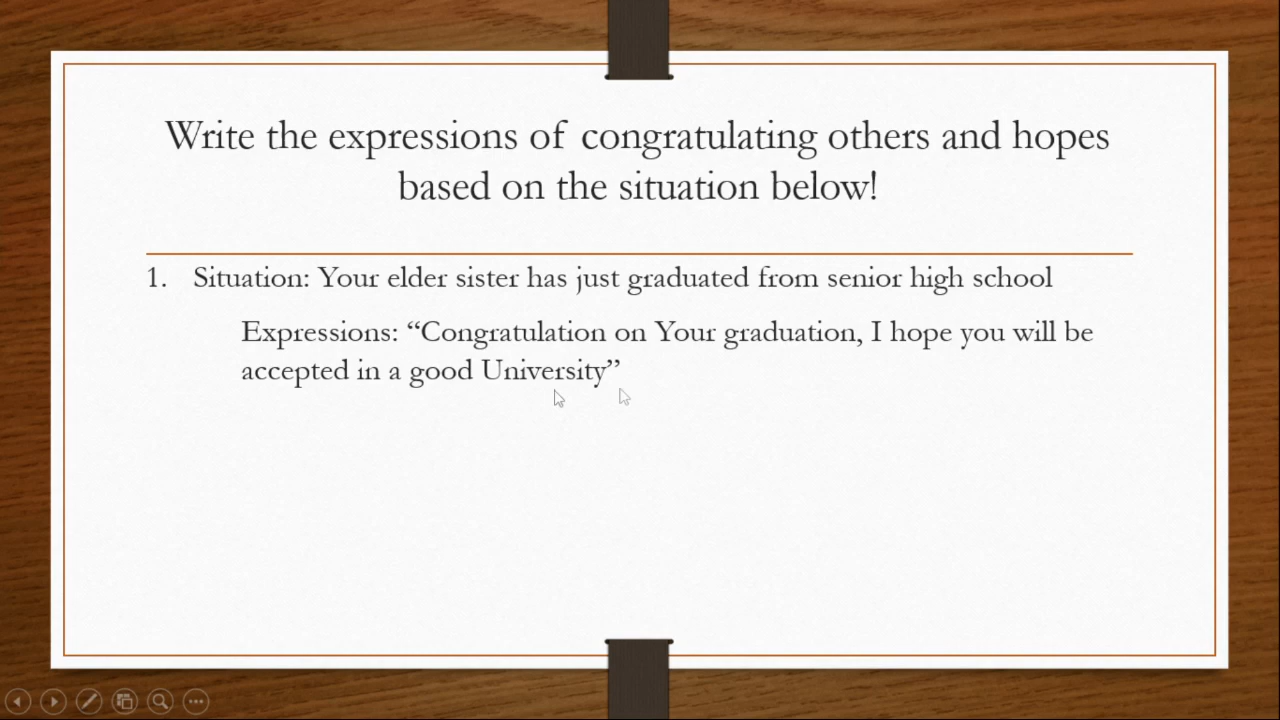 Write the expressions of congratulating others and hopes
based on the situation below!
1. Situation: Your elder sister has just graduated from senior high school
Expressions: “Congratulation on Your graduation, I hope you will be
accepted in a good University”